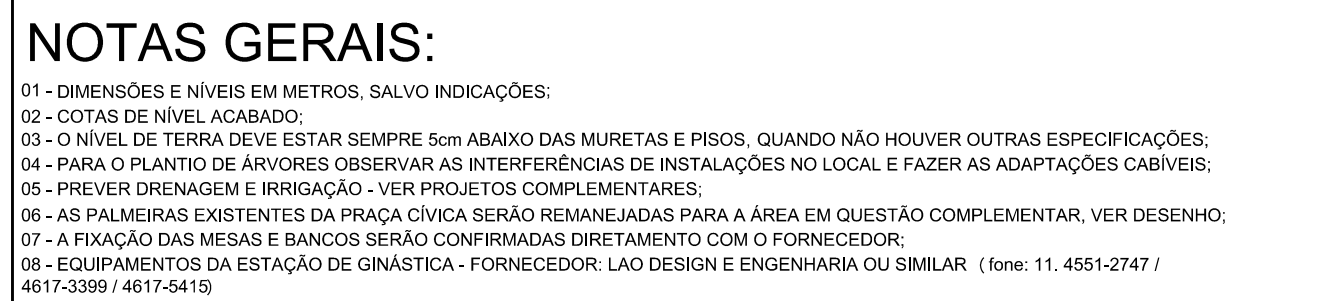 NOTAS GERAIS:
01 - DIMENSÕES E NÍVEIS EM METROS, SALVO INDICAÇÕES;
02 - COTAS DE NÍVEL ACABADO;
03 - O NÍVEL DE TERRA DEVE ESTAR SEMPRE 5cm ABAIXO DAS MURETAS E PISOS, QUANDO NÃO HOUVER OUTRAS ESPECIFICAÇÕES;
04 - PARA O PLANTIO DE ÁRVORES OBSERVAR AS INTERFERÊNCIAS DE INSTALAÇÕES NO LOCAL E FAZER AS ADAPTAÇÕES CABÍVEIS;
05 - PREVER DRENAGEM E IRRIGAÇÃO - VER PROJETOS COMPLEMENTARES;
06 - AS PALMEIRAS EXISTENTES DA PRAÇA CÍVICA SERÃO REMANEJADAS PARA A ÁREA EM QUESTÃO COMPLEMENTAR, VER DESENHO;
07 - A FIXAÇÃO DAS MESAS E BANCOS SERÃO CONFIRMADAS DIRETAMENTO COM O FORNECEDOR;
08 - EQUIPAMENTOS DA ESTAÇÃO DE GINÁSTICA - FORNECEDOR: LAO DESIGN E ENGENHARIA OU SIMILAR ( fone: 11. 4551-2747 /
4617-3399 / 4617-5415)